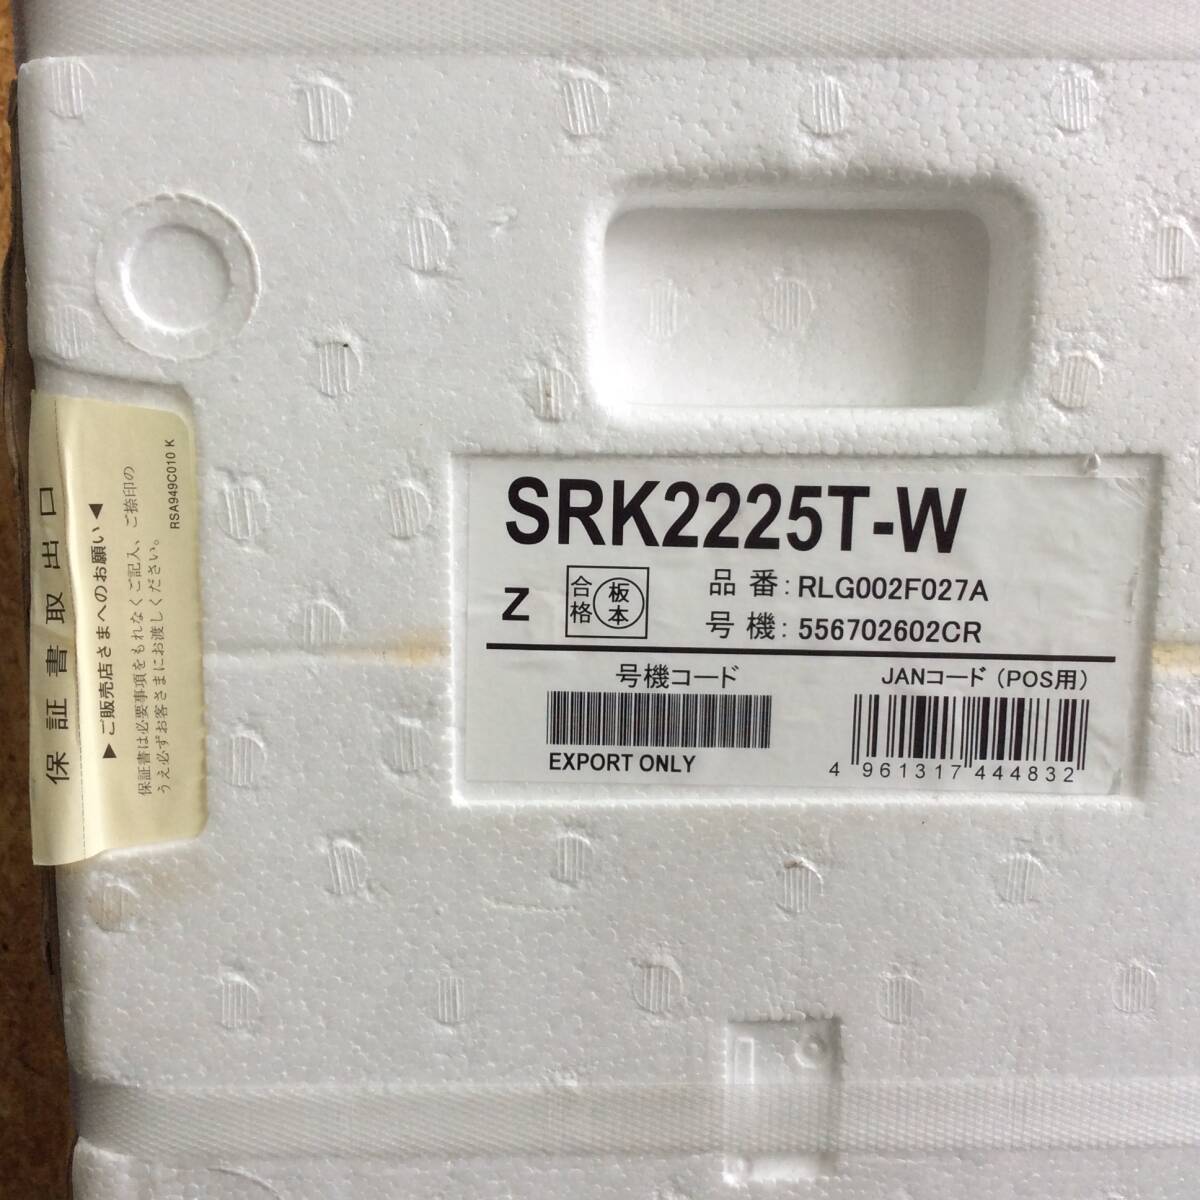 SRK2225T-W
Z
合格
板本
品番：RLG002F027A
号機：556702602CR
号機コード
JANコード（POS用）
EXPORT ONLY
4 961317 444832
保証書取出口
▶ご販売店さまへのお願い◀
保証書は必要事項をもれなくご記入、ご捺印の
うえ必ずお客さまにお渡しください。
RSA949C010 K